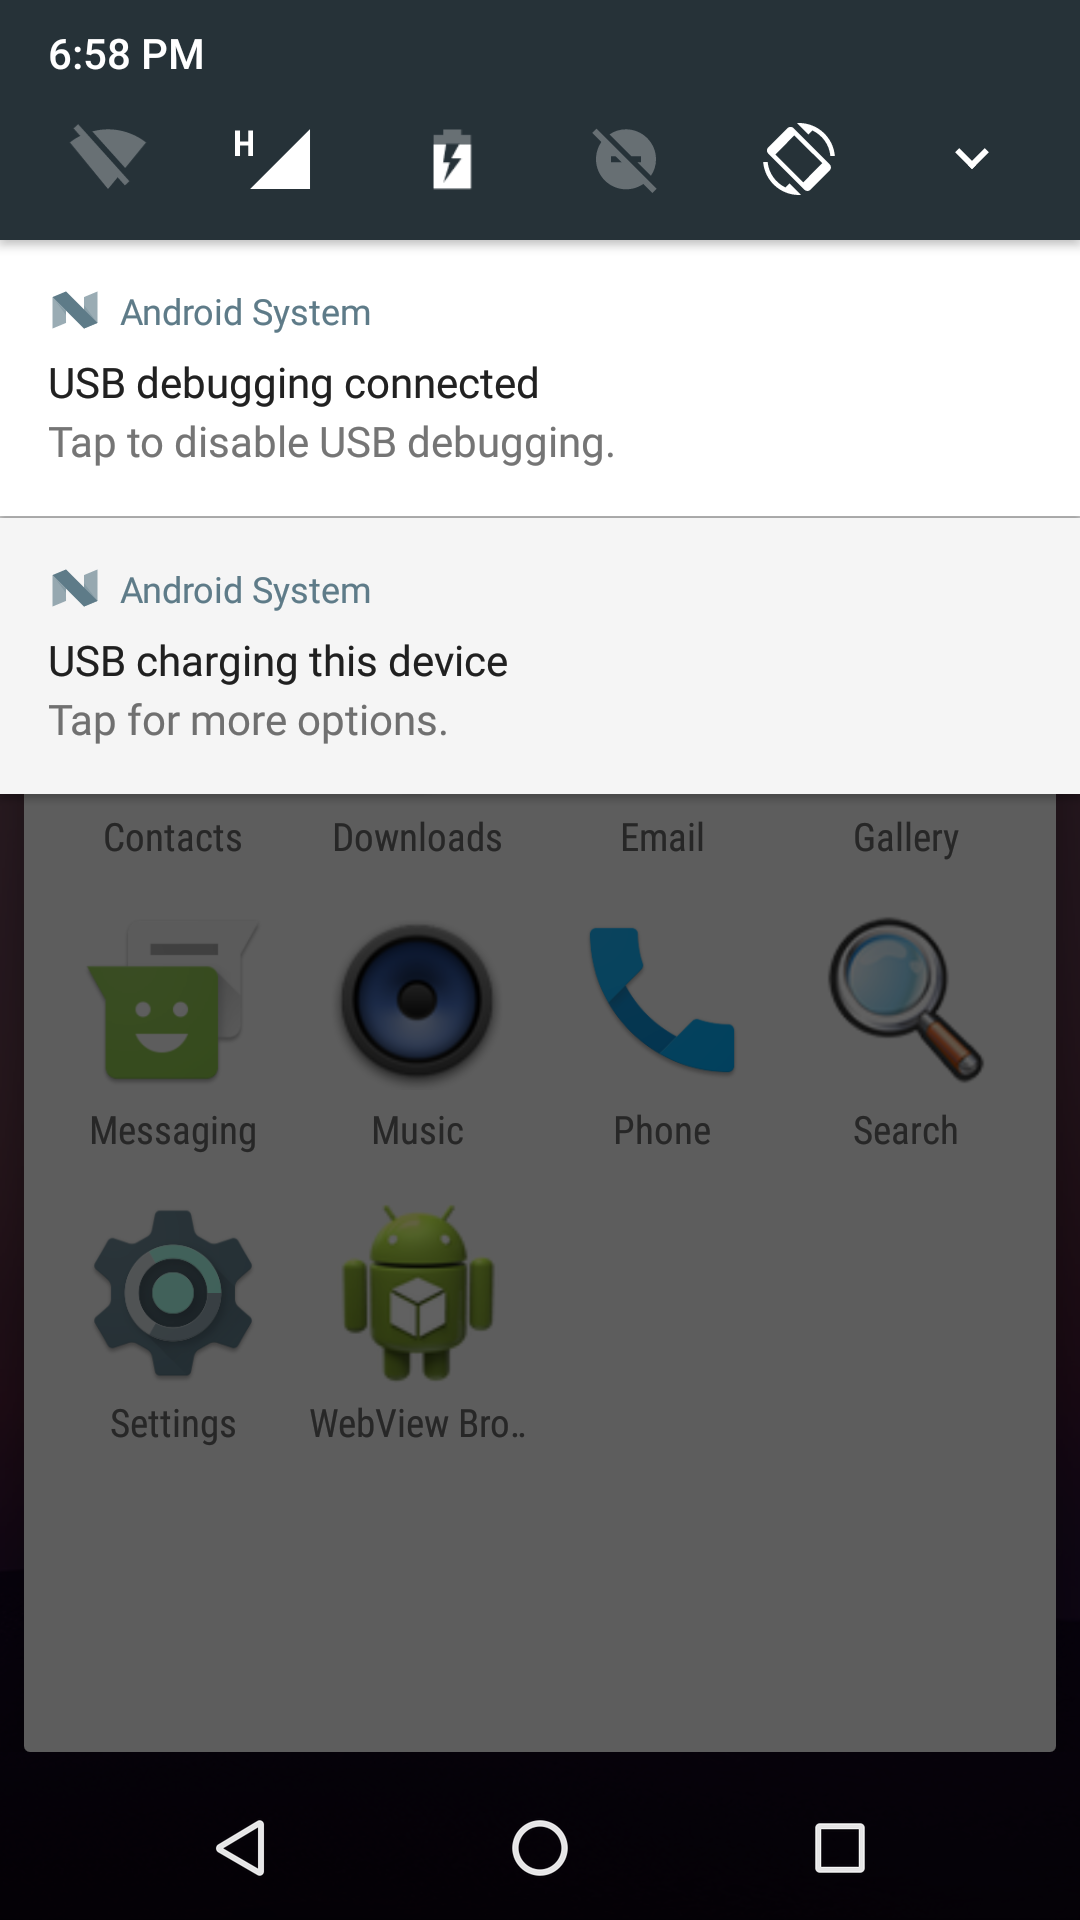 6:58 PM
H
Android System
USB debugging connected
Tap to disable USB debugging.
Android System
USB charging this device
Tap for more options.
Contacts Downloads Email Gallery
Messaging Music Phone Search
Settings WebView Bro..